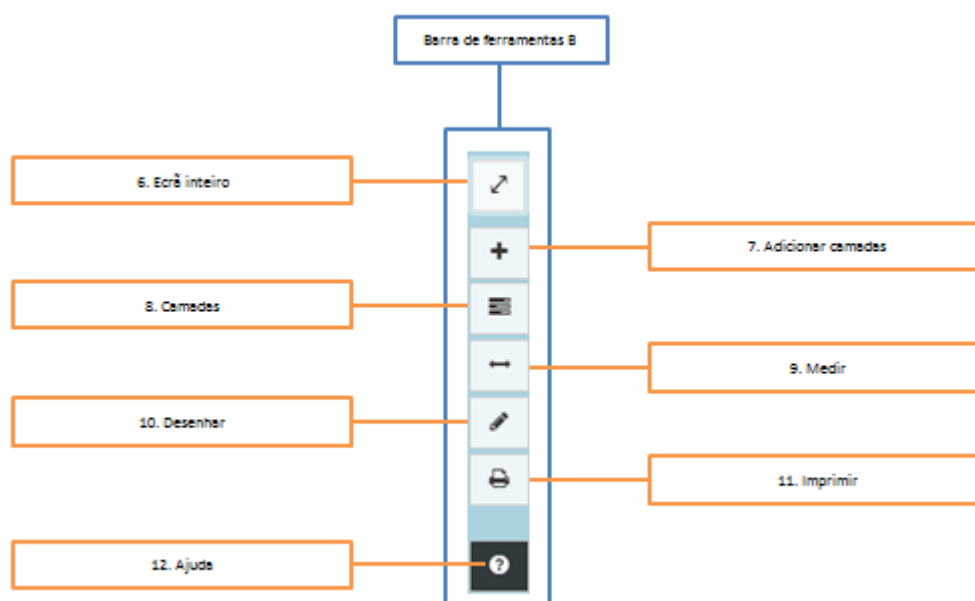 Barra de ferramentas B
6. Ecrã inteiro
7. Adicionar camadas
8. Camadas
9. Medir
10. Desenhar
11. Imprimir
12. Ajuda